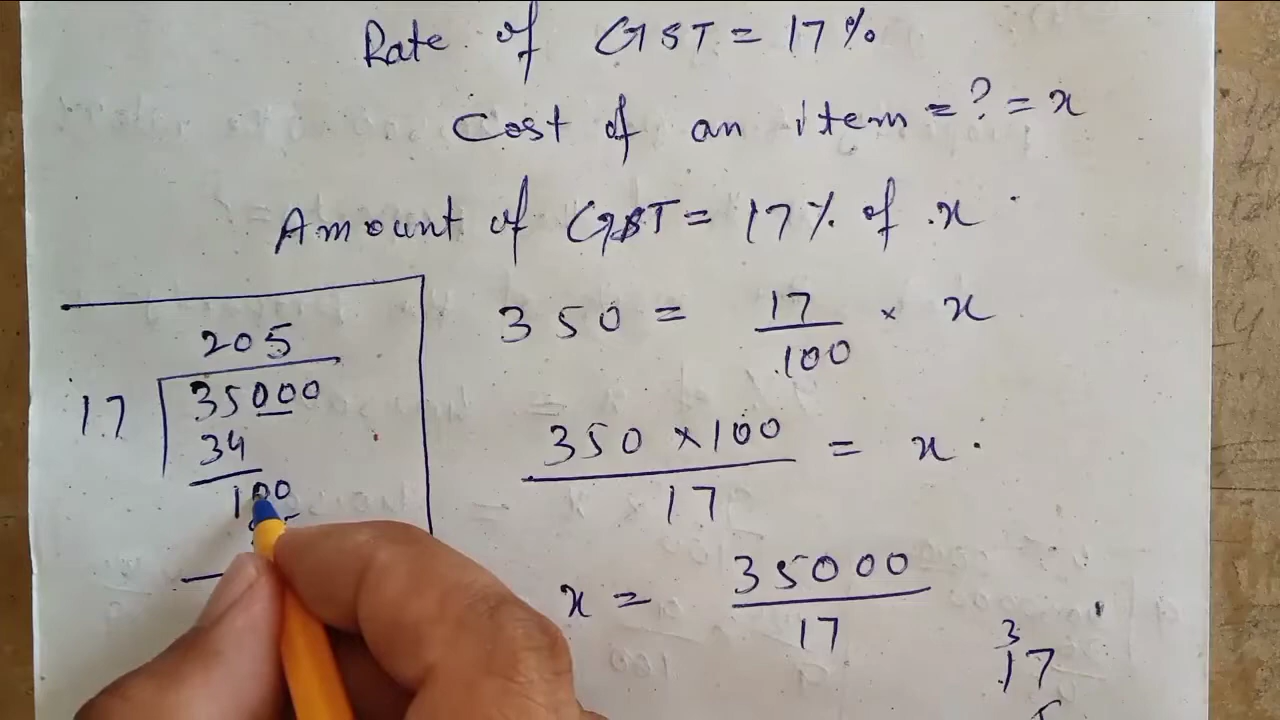 Rate of GST = 17%
Cost of an item = ? = x
Amount of GST = 17% of x
350 = 17/100 × x
350 × 100 / 17 = x
x = 35000 / 17
205
17 35000
34
100
3
17